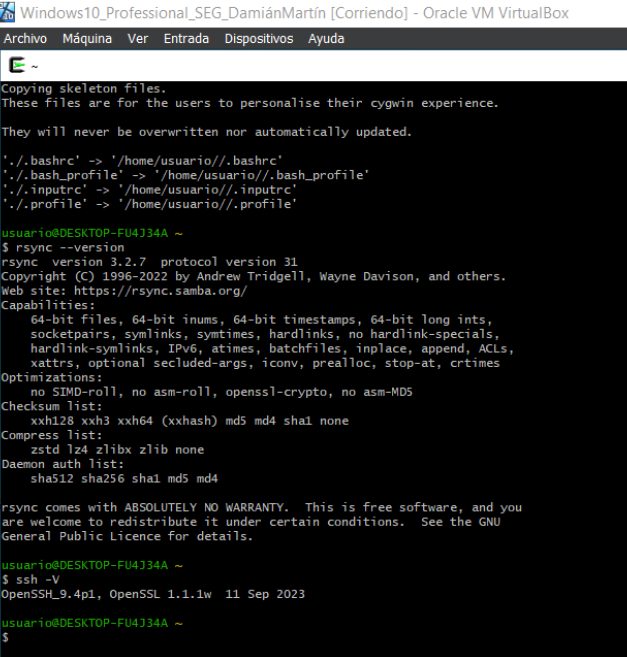 Windows10_Professional_SEG_DamiánMartín [Corriendo] - Oracle VM VirtualBox
Archivo Máquina Ver Entrada Dispositivos Ayuda
~
Copying skeleton files.
These files are for the users to personalise their cygwin experience.

They will never be overwritten nor automatically updated.

'./.bashrc' -> '/home/usuario//.bashrc'
'./.bash_profile' -> '/home/usuario//.bash_profile'
'./.inputrc' -> '/home/usuario//.inputrc'
'./.profile' -> '/home/usuario//.profile'

usuario@DESKTOP-FU4J34A ~
$ rsync --version
rsync  version 3.2.7  protocol version 31
Copyright (C) 1996-2022 by Andrew Tridgell, Wayne Davison, and others.
Web site: https://rsync.samba.org/
Capabilities:
    64-bit files, 64-bit inums, 64-bit timestamps, 64-bit long ints,
    socketpairs, symlinks, symtimes, hardlinks, no hardlink-specials,
    hardlink-symlinks, IPv6, atimes, batchfiles, inplace, append, ACLs,
    xattrs, optional secluded-args, iconv, prealloc, stop-at, crtimes
Optimizations:
    no SIMD-roll, no asm-roll, openssl-crypto, no asm-MD5
Checksum list:
    xxh128 xxh3 xxh64 (xxhash) md5 md4 sha1 none
Compress list:
    zstd lz4 zlibx zlib none
Daemon auth list:
    sha512 sha256 sha1 md5 md4

rsync comes with ABSOLUTELY NO WARRANTY.  This is free software, and you
are welcome to redistribute it under certain conditions.  See the GNU
General Public Licence for details.

usuario@DESKTOP-FU4J34A ~
$ ssh -V
OpenSSH_9.4p1, OpenSSL 1.1.1w  11 Sep 2023

usuario@DESKTOP-FU4J34A ~
$